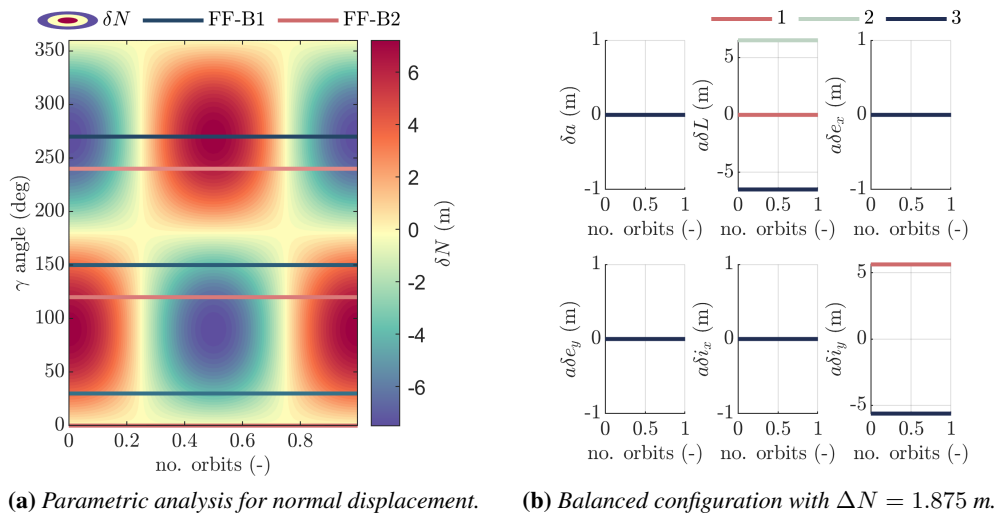 δN FF-B1 FF-B2
350
300
250
200
150
100
50
0
γ angle (deg)
0 0.2 0.4 0.6 0.8
no. orbits (-)
6
4
2
0
-2
-4
-6
δN (m)
(a) Parametric analysis for normal displacement.
1 2 3
1
0
-1
δa (m)
0 0.5 1
no. orbits (-)
5
0
-5
aδL (m)
0 0.5 1
no. orbits (-)
1
0
-1
aδeₓ (m)
0 0.5 1
no. orbits (-)
1
0
-1
aδe_y (m)
0 0.5 1
no. orbits (-)
1
0
-1
aδiₓ (m)
0 0.5 1
no. orbits (-)
5
0
-5
aδi_y (m)
0 0.5 1
no. orbits (-)
(b) Balanced configuration with ΔN = 1.875 m.